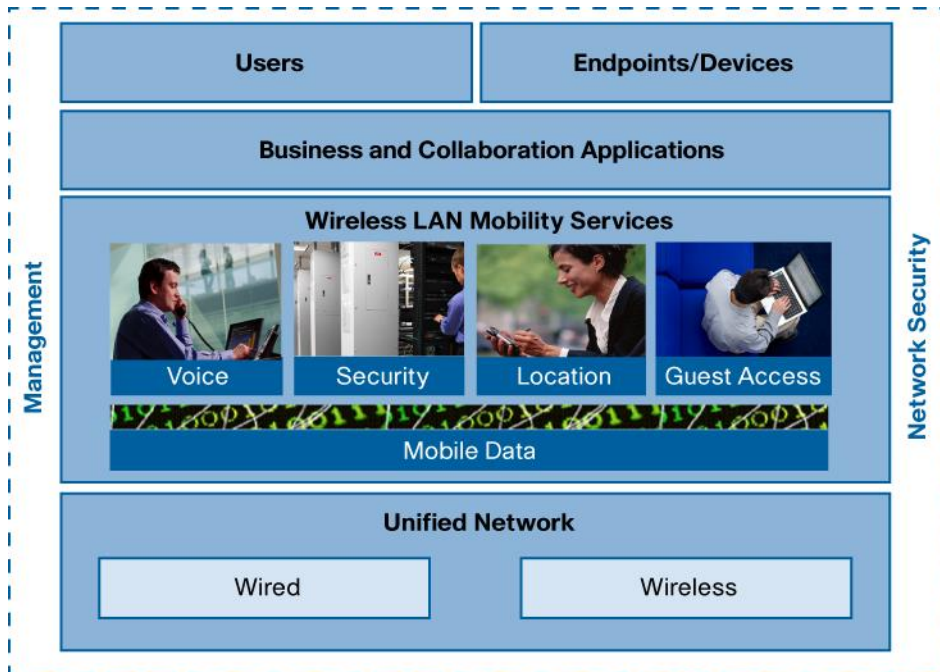 Users
Endpoints/Devices
Business and Collaboration Applications
Wireless LAN Mobility Services
Management
Network Security
Voice
Security
Location
Guest Access
Mobile Data
Unified Network
Wired
Wireless